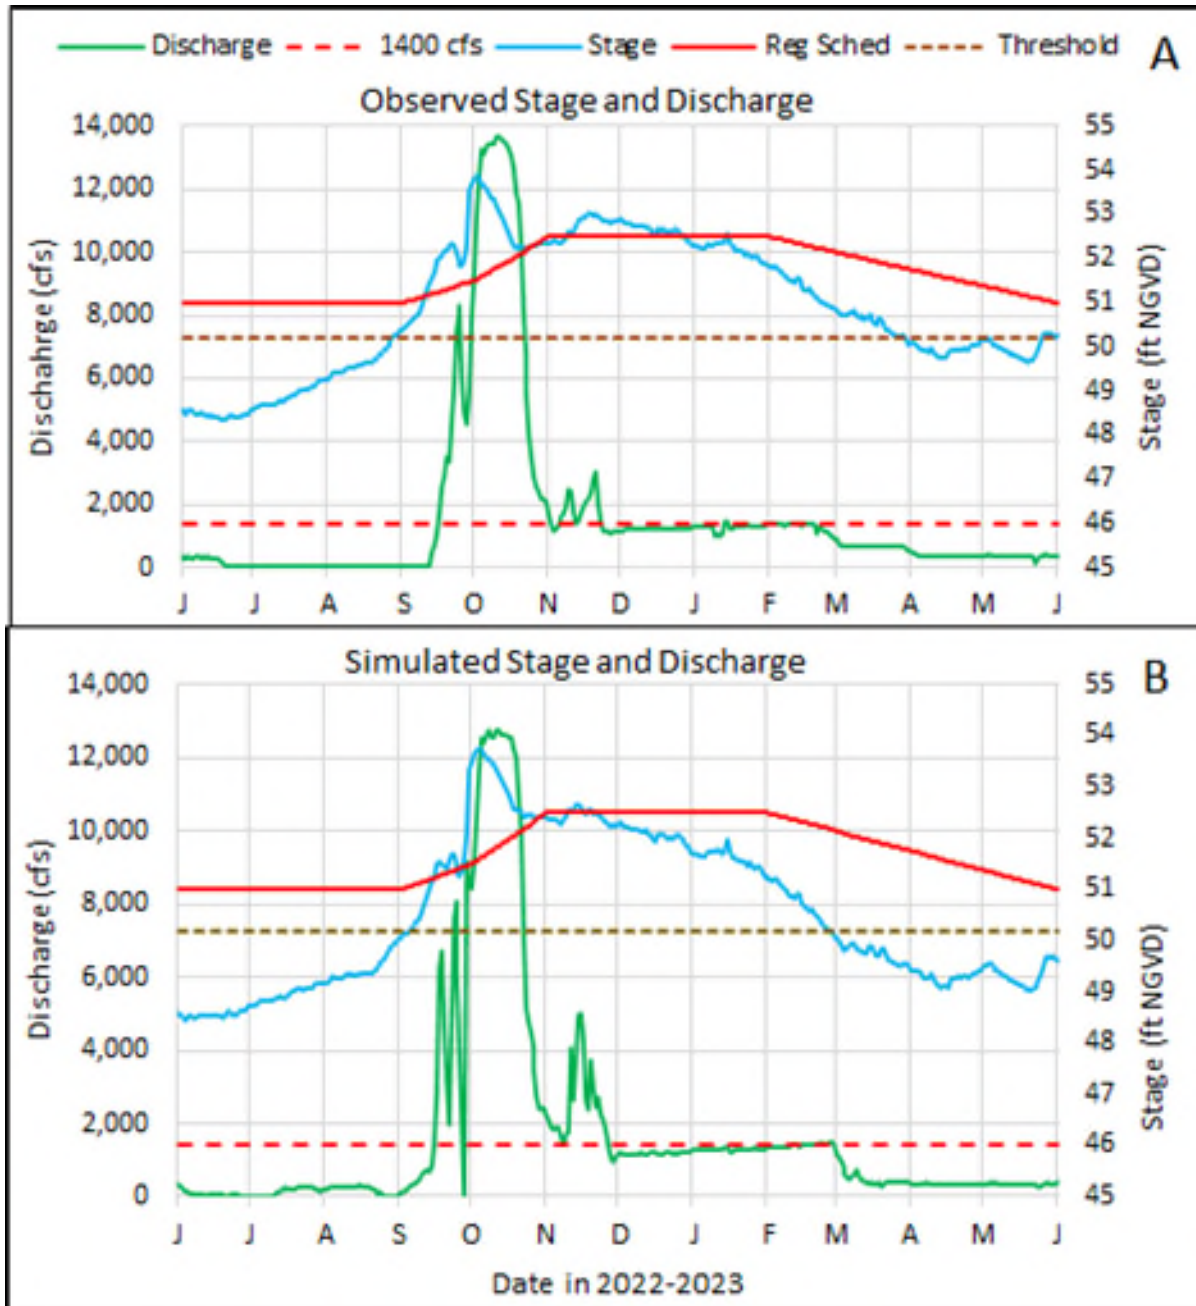 Discharge 1400 cfs Stage Reg Sched Threshold A
Observed Stage and Discharge
14,000 55
54
12,000 53
10,000 52
8,000 51
50
6,000 49
4,000 48
47
2,000 46
0 45
Dischahrge (cfs)
Stage (ft NGVD)
J J A S O N D J F M A M J
Simulated Stage and Discharge B
14,000 55
12,000 54
53
10,000 52
8,000 51
50
6,000 49
4,000 48
47
2,000 46
0 45
Discharge (cfs)
Stage (ft NGVD)
J J A S O N D J F M A M J
Date in 2022-2023